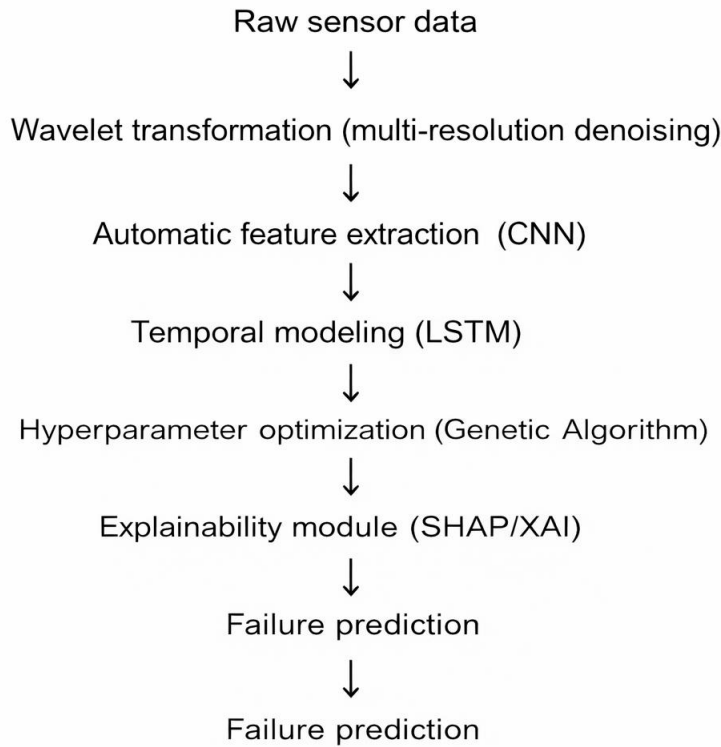 Raw sensor data
Wavelet transformation (multi-resolution denoising)
Automatic feature extraction (CNN)
Temporal modeling (LSTM)
Hyperparameter optimization (Genetic Algorithm)
Explainability module (SHAP/XAI)
Failure prediction
Failure prediction